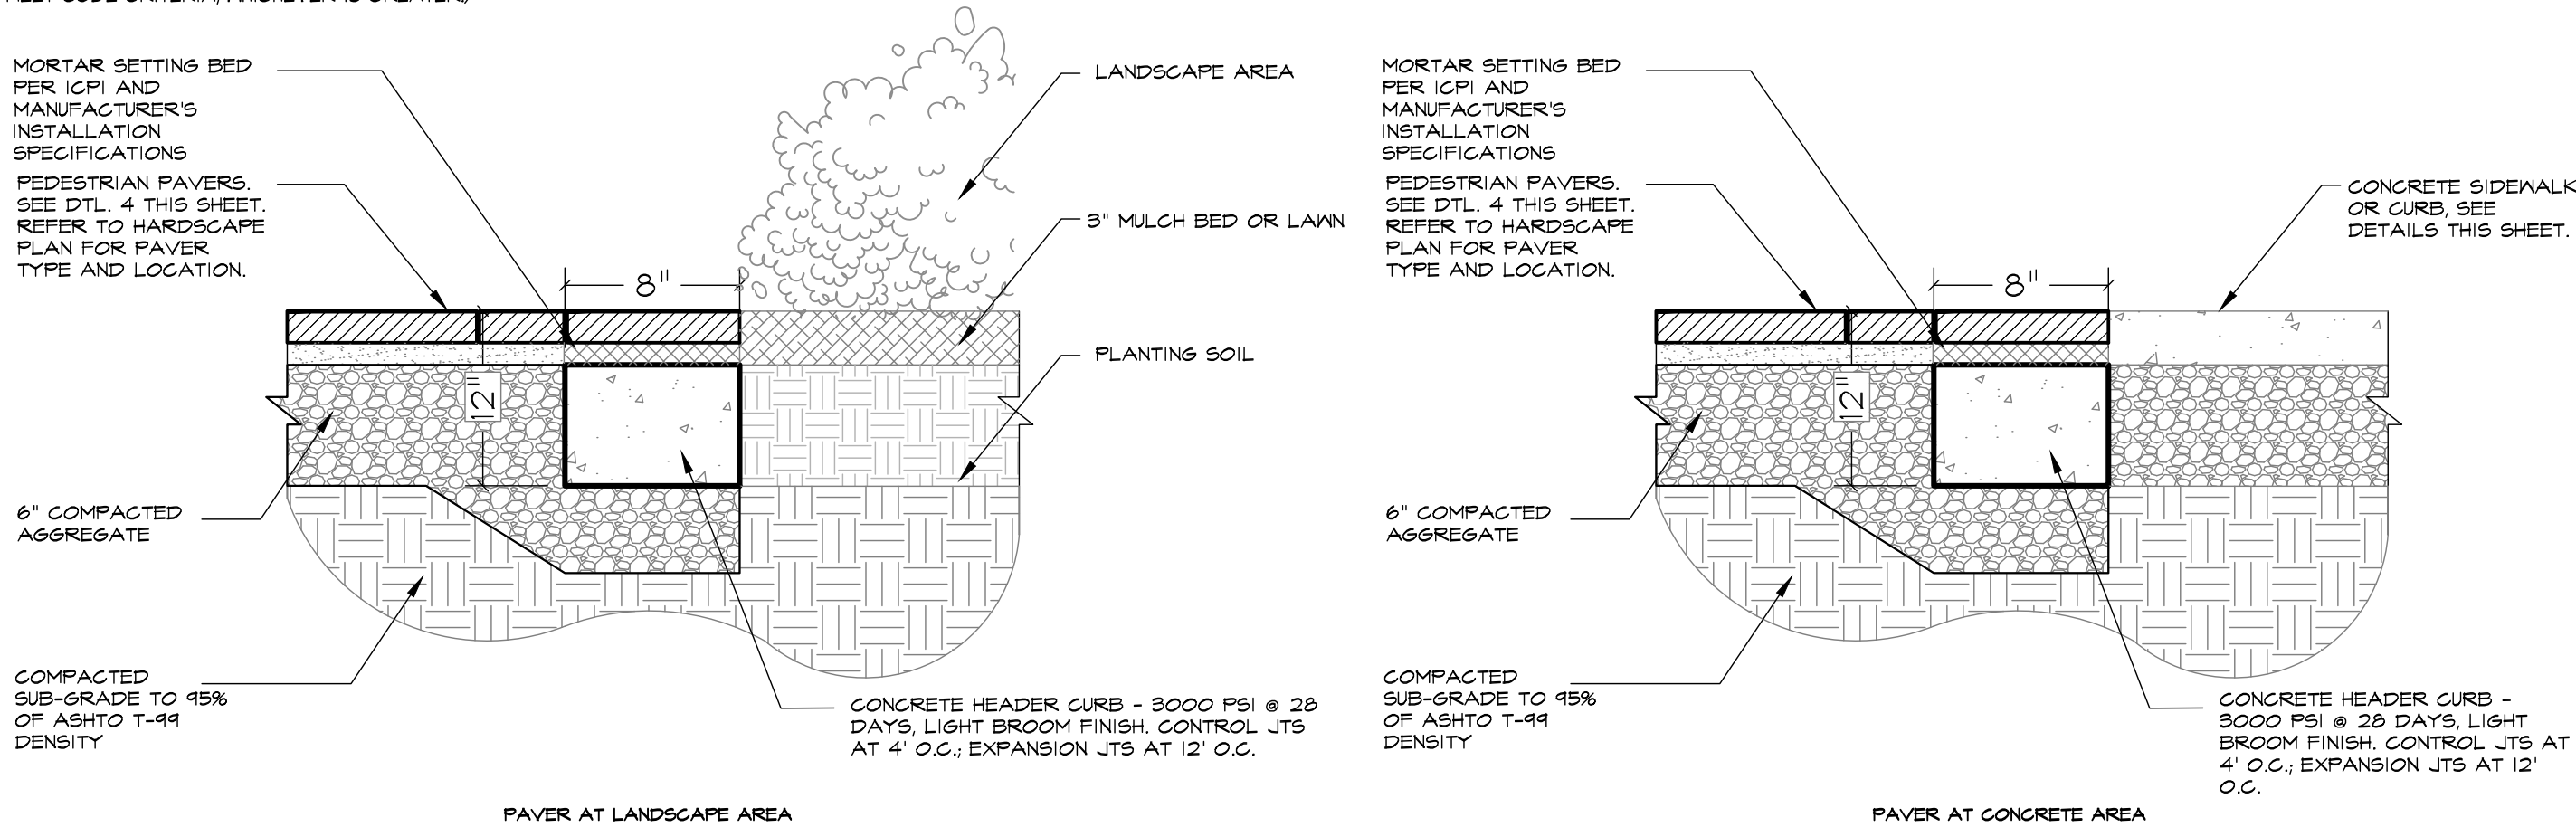 MORTAR SETTING BED
PER ICPI AND
MANUFACTURER'S
INSTALLATION
SPECIFICATIONS
PEDESTRIAN PAVERS.
SEE DTL. 4 THIS SHEET.
REFER TO HARDSCAPE
PLAN FOR PAVER
TYPE AND LOCATION.
6" COMPACTED
AGGREGATE
COMPACTED
SUB-GRADE TO 95%
OF ASHTO T-99
DENSITY
8"
12"
LANDSCAPE AREA
3" MULCH BED OR LAWN
PLANTING SOIL
CONCRETE HEADER CURB - 3000 PSI @ 28
DAYS, LIGHT BROOM FINISH. CONTROL JTS
AT 4' O.C.; EXPANSION JTS AT 12' O.C.
PAVER AT LANDSCAPE AREA
MORTAR SETTING BED
PER ICPI AND
MANUFACTURER'S
INSTALLATION
SPECIFICATIONS
PEDESTRIAN PAVERS.
SEE DTL. 4 THIS SHEET.
REFER TO HARDSCAPE
PLAN FOR PAVER
TYPE AND LOCATION.
6" COMPACTED
AGGREGATE
COMPACTED
SUB-GRADE TO 95%
OF ASHTO T-99
DENSITY
8"
12"
CONCRETE SIDEWALK
OR CURB, SEE
DETAILS THIS SHEET.
CONCRETE HEADER CURB -
3000 PSI @ 28 DAYS, LIGHT
BROOM FINISH. CONTROL JTS AT
4' O.C.; EXPANSION JTS AT 12'
O.C.
PAVER AT CONCRETE AREA